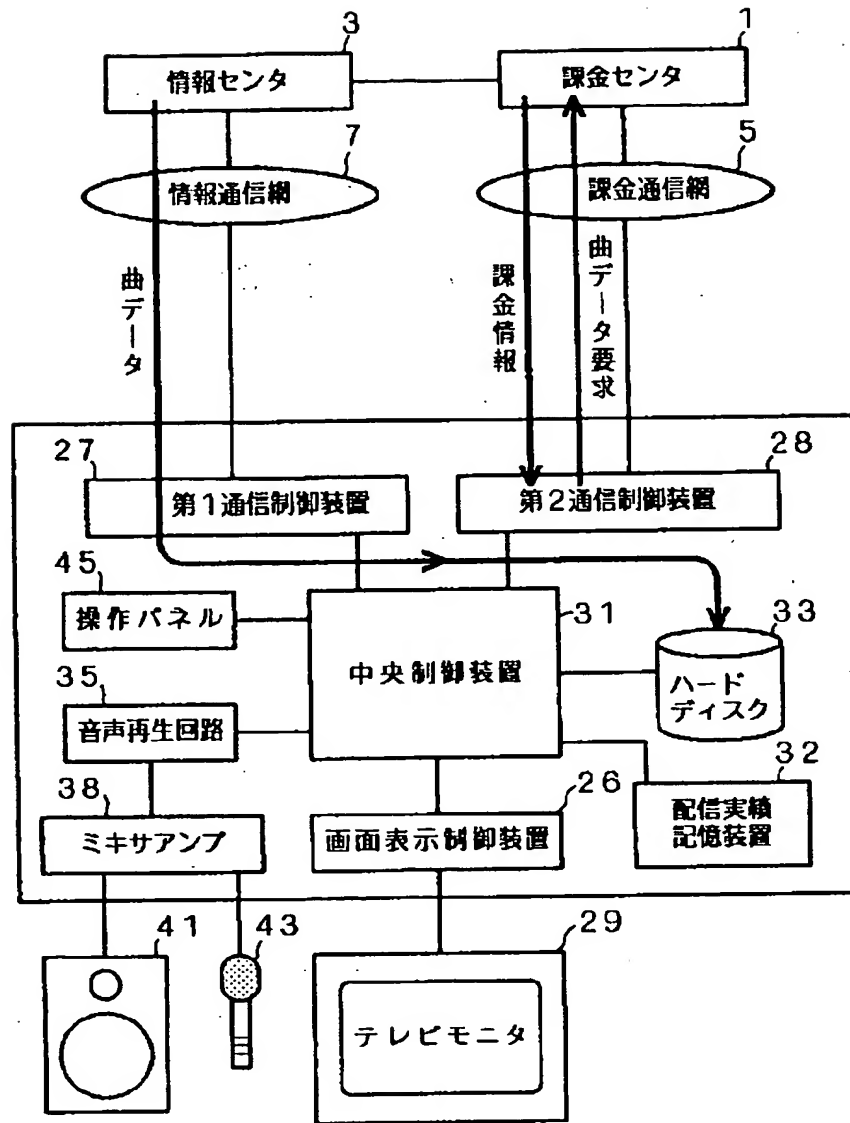 3
1
情報センタ
課金センタ
7
5
情報通信網
課金通信網
曲データ
課金情報
曲データ要求
27
28
第1通信制御装置
第2通信制御装置
45
操作パネル
31
中央制御装置
33
ハード
ディスク
35
音声再生回路
32
配信実績
記憶装置
38
ミキサアンプ
26
画面表示制御装置
41
43
29
テレビモニタ